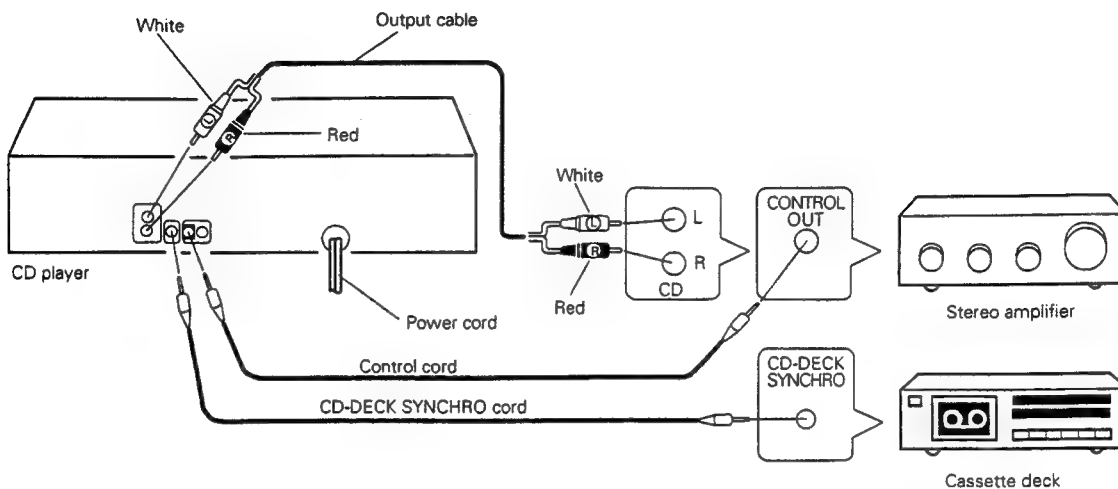 White
Output cable
L
R
Red
White
L
R
Red
L
R
CD
CONTROL
OUT
CD player
Power cord
Stereo amplifier
Control cord
CD-DECK
SYNCHRO
CD-DECK SYNCHRO cord
Cassette deck